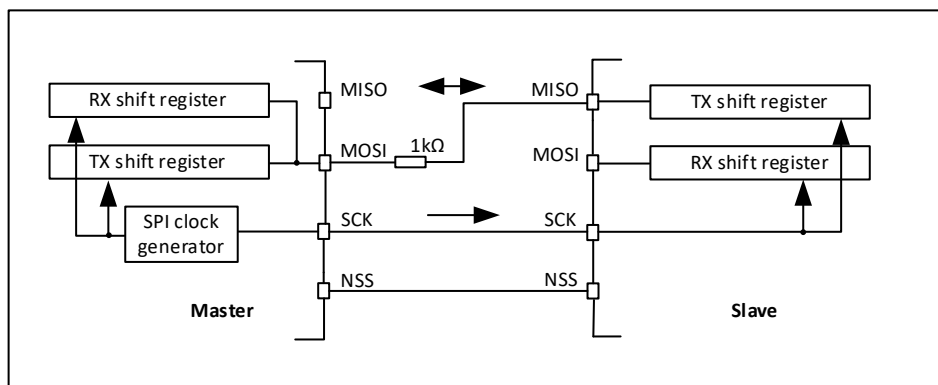 RX shift register
MISO
MISO
TX shift register
TX shift register
MOSI
1kΩ
MOSI
RX shift register
SPI clock
generator
SCK
SCK
NSS
NSS
Master
Slave